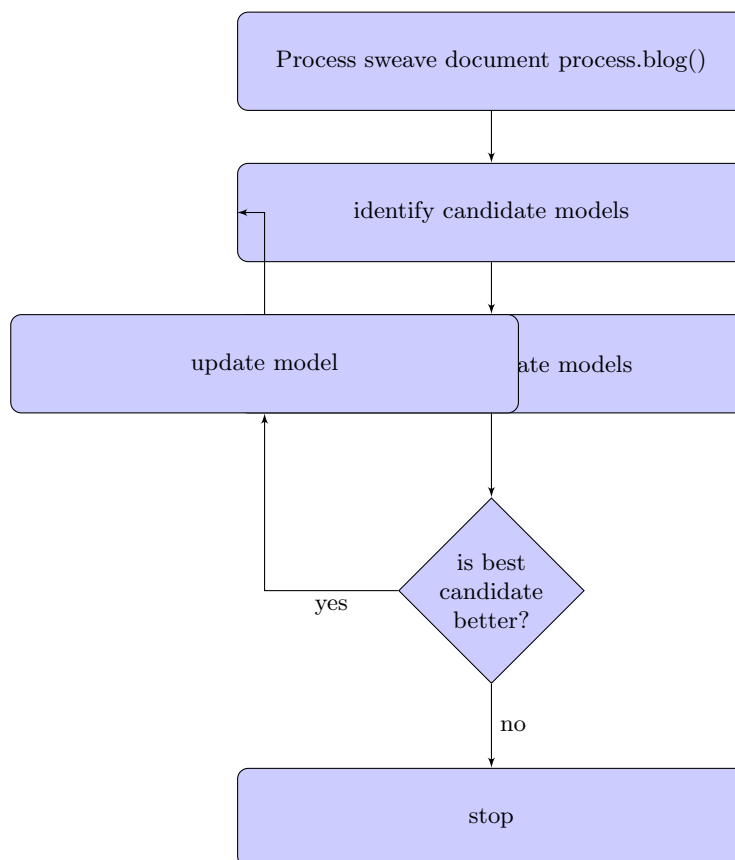 Process sweave document process.blog()
identify candidate models
update model
ate models
is best
candidate
better?
yes
no
stop